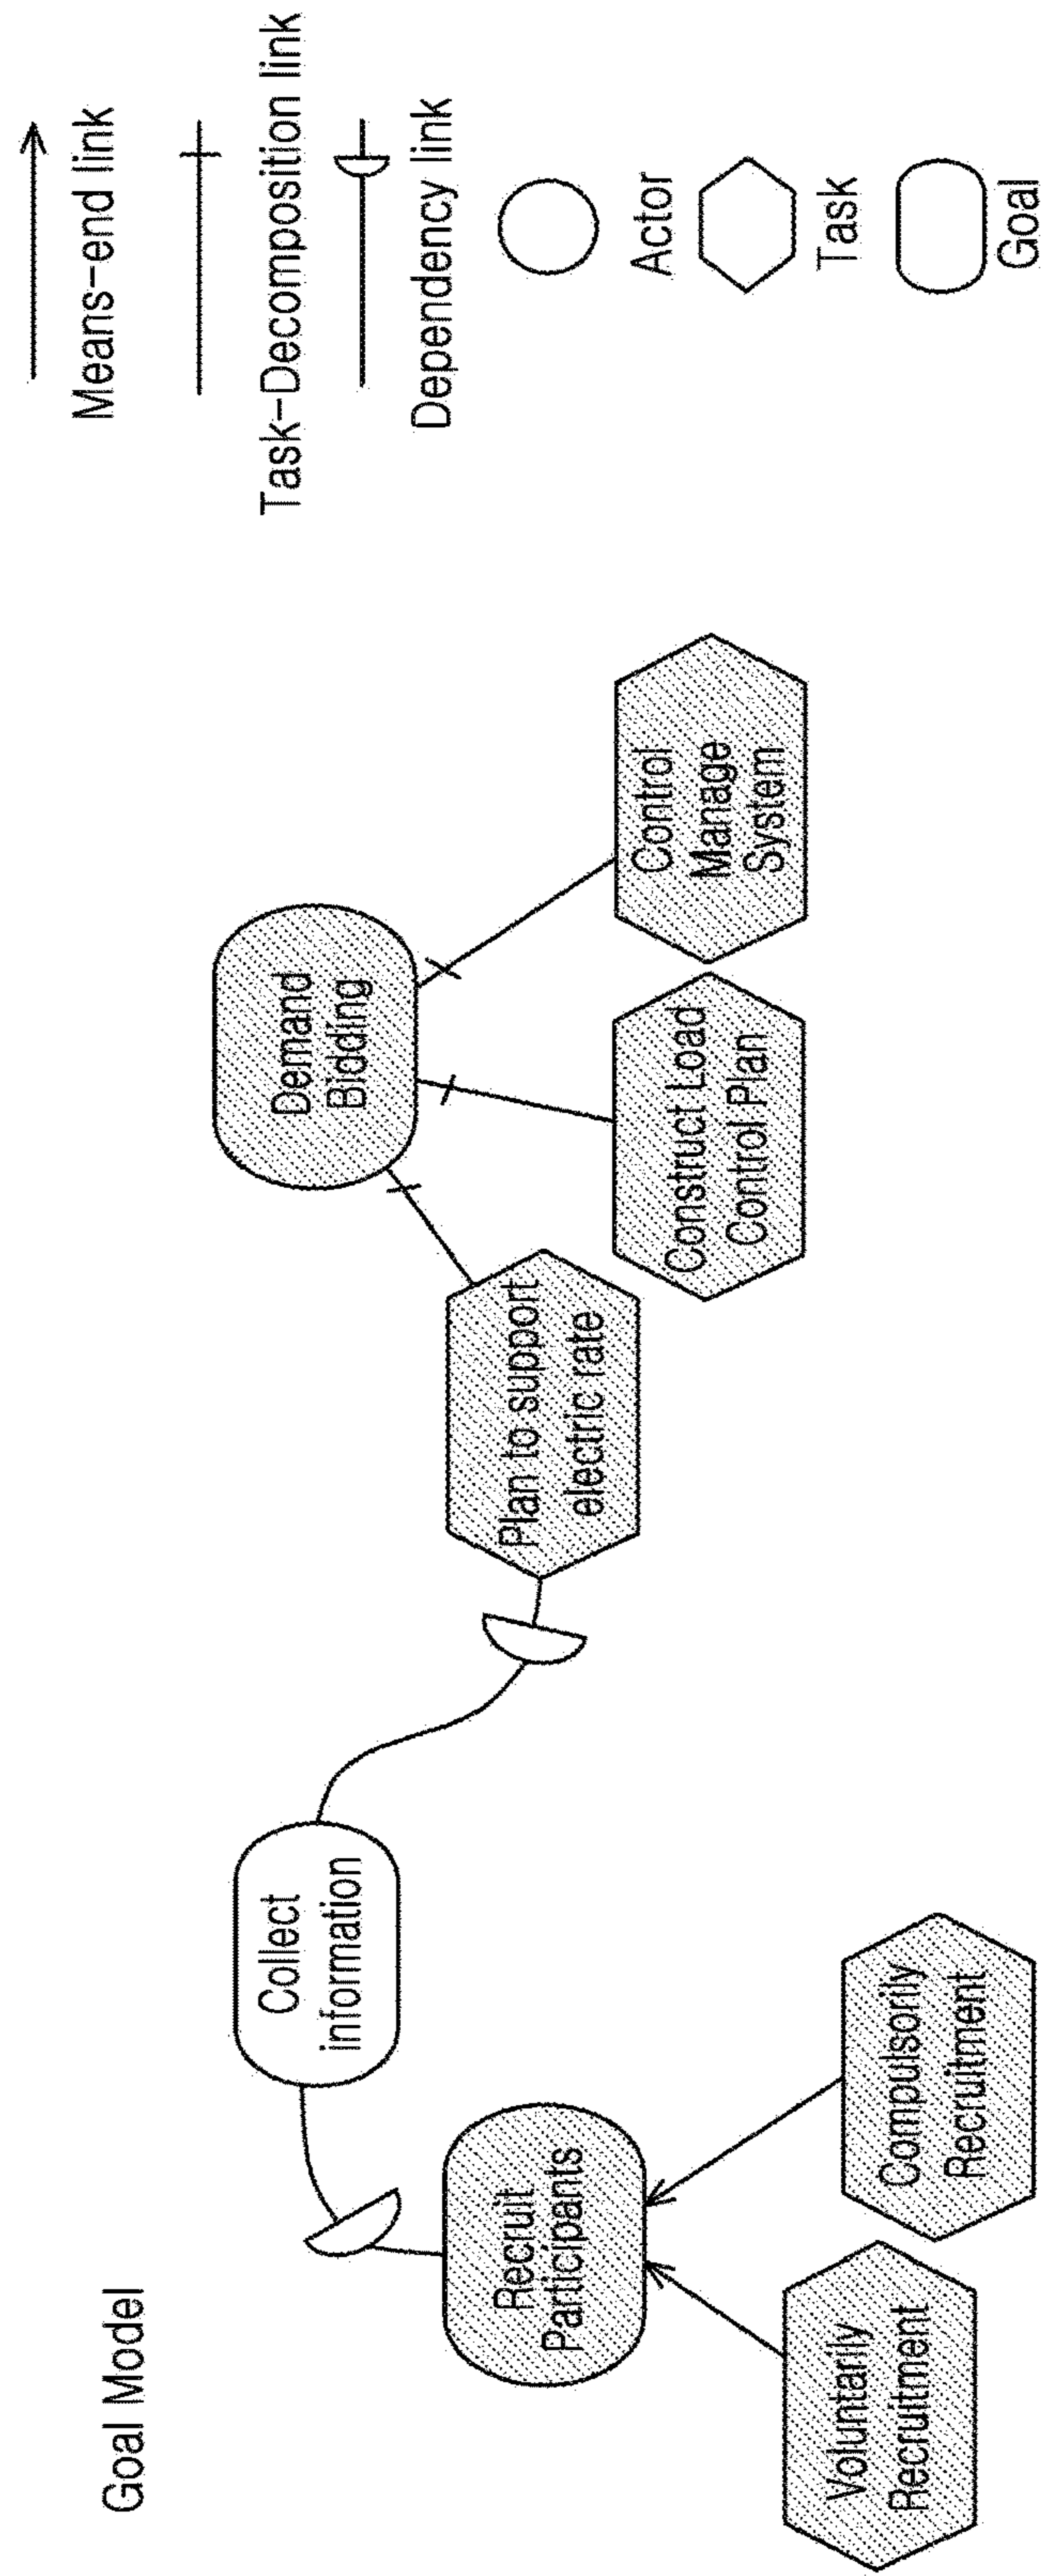 Goal Model
Collect
information
Recruit
Participants
Voluntarily
Recruitment
Compulsorily
Recruitment
Plan to support
electric rate
Demand
Bidding
Construct Load
Control Plan
Control
Manage
System
Means-end link
Task-Decomposition link
Dependency link
Actor
Task
Goal